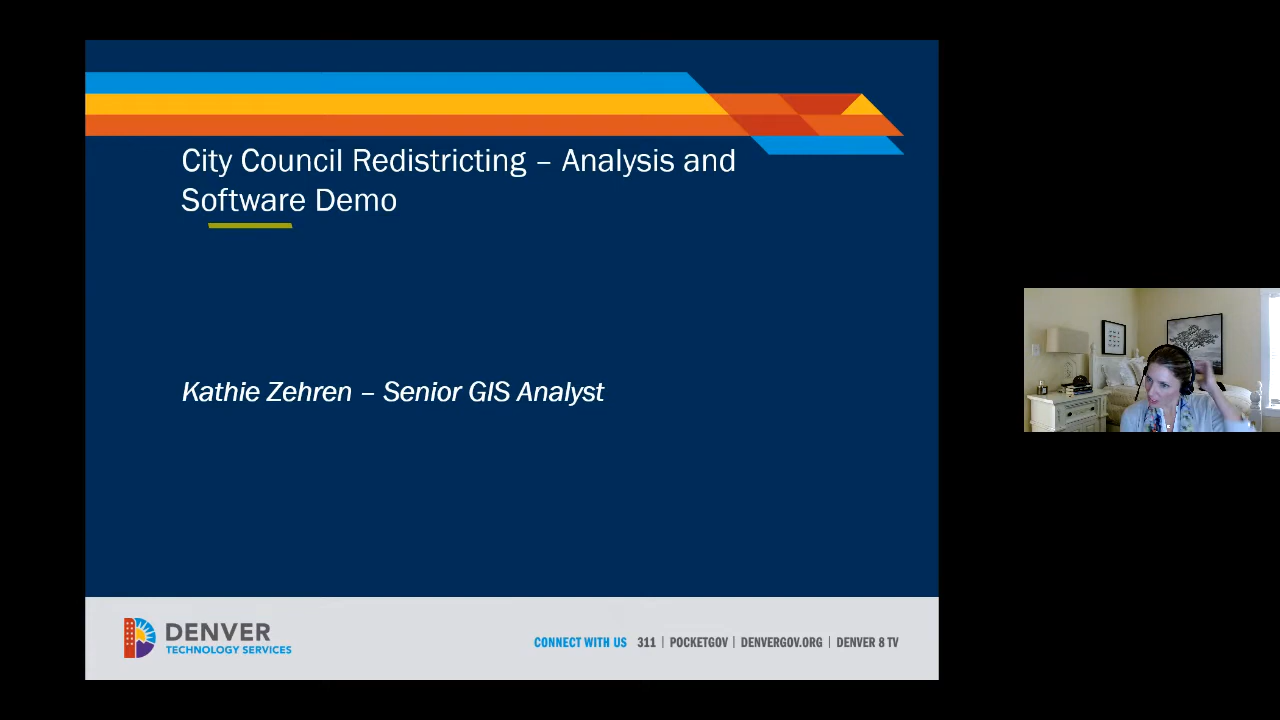 City Council Redistricting – Analysis and
Software Demo
Kathie Zehren – Senior GIS Analyst
DENVER
TECHNOLOGY SERVICES
CONNECT WITH US 311 | POCKETGOV | DENVERGOV.ORG | DENVER 8 TV